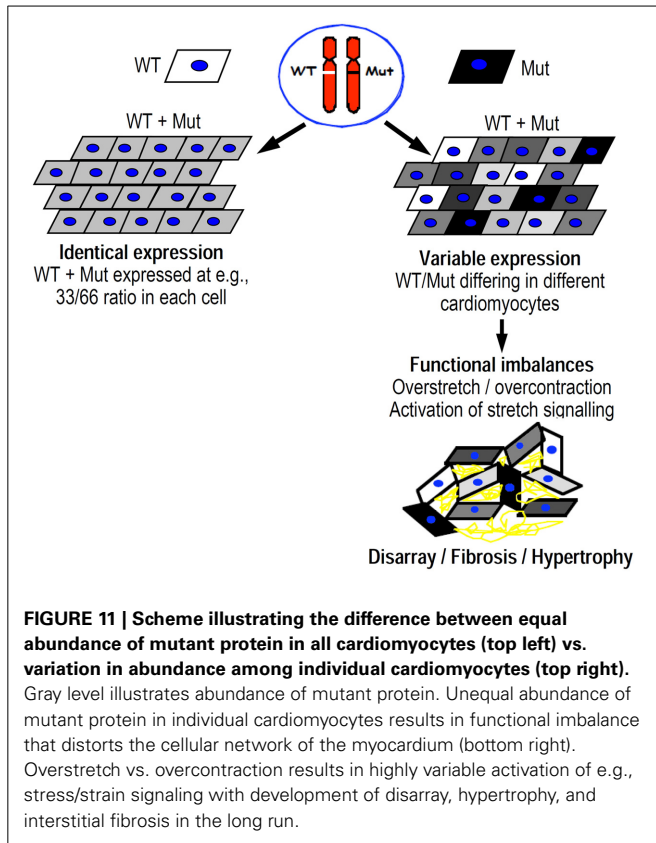 WT
WT
Mut
Mut
WT + Mut
WT + Mut
Identical expression
WT + Mut expressed at e.g.,
33/66 ratio in each cell
Variable expression
WT/Mut differing in different
cardiomyocytes
Functional imbalances
Overstretch / overcontraction
Activation of stretch signalling
Disarray / Fibrosis / Hypertrophy
FIGURE 11 | Scheme illustrating the difference between equal
abundance of mutant protein in all cardiomyocytes (top left) vs.
variation in abundance among individual cardiomyocytes (top right).
Gray level illustrates abundance of mutant protein. Unequal abundance of
mutant protein in individual cardiomyocytes results in functional imbalance
that distorts the cellular network of the myocardium (bottom right).
Overstretch vs. overcontraction results in highly variable activation of e.g.,
stress/strain signaling with development of disarray, hypertrophy, and
interstitial fibrosis in the long run.